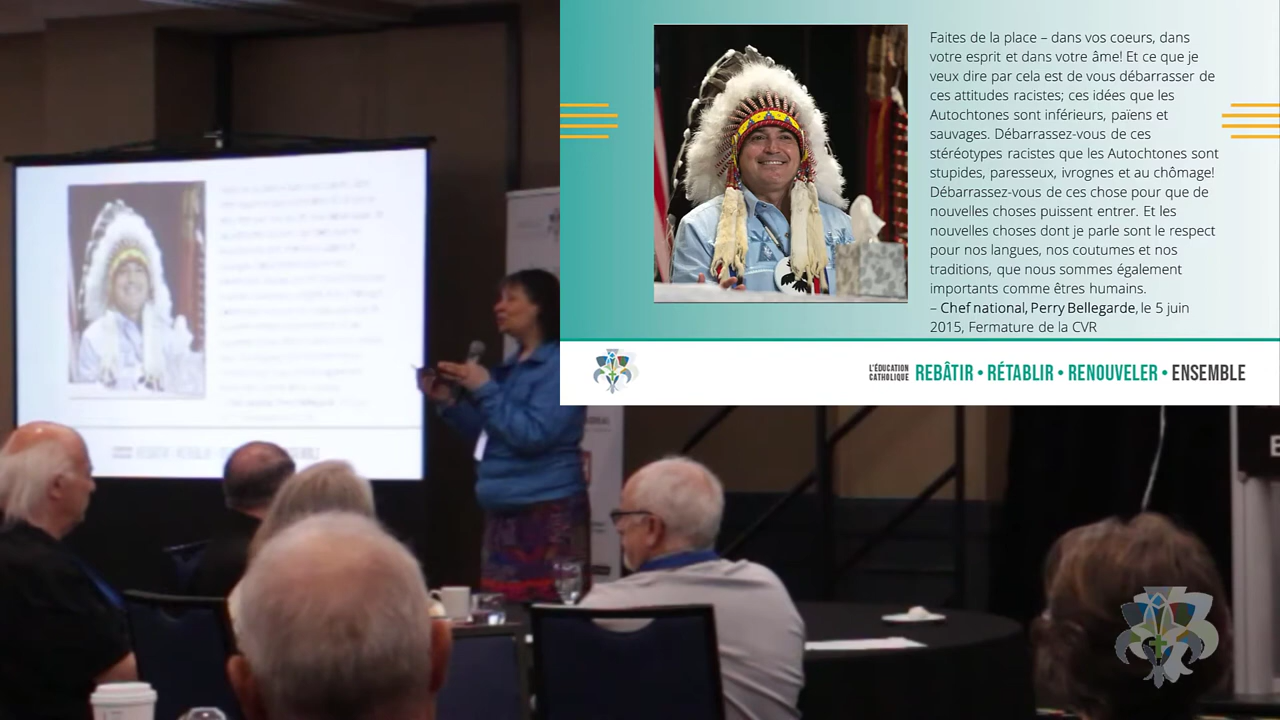 Faites de la place – dans vos coeurs, dans
votre esprit et dans votre âme! Et ce que je
veux dire par cela est de vous débarrasser de
ces attitudes racistes; ces idées que les
Autochtones sont inférieurs, païens et
sauvages. Débarrassez-vous de ces
stéréotypes racistes que les Autochtones sont
stupides, paresseux, ivrognes et au chômage!
Débarrassez-vous de ces chose pour que de
nouvelles choses puissent entrer. Et les
nouvelles choses dont je parle sont le respect
pour nos langues, nos coutumes et nos
traditions, que nous sommes également
importants comme êtres humains.
– Chef national, Perry Bellegarde, le 5 juin
2015, Fermature de la CVR
L'ÉDUCATION
CATHOLIQUE
REBÂTIR • RÉTABLIR • RENOUVELER • ENSEMBLE